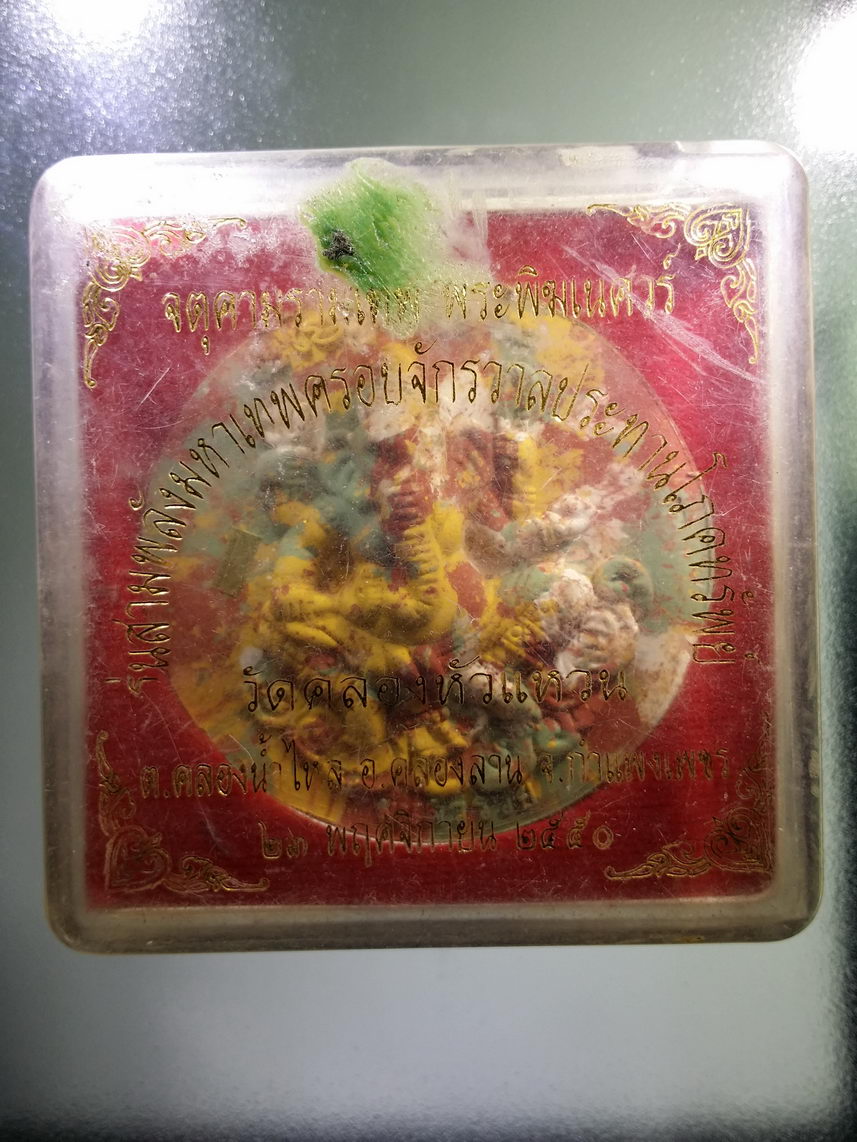 จตุคามรามเทพ พระพิฆเนศวร์
รุ่นสามพลังมหาเทพครอบจักรวาลประทานโภคทรัพย์
วัดคลองหัวแหวน
ต.คลองน้ำไหล อ.คลองลาน จ.กำแพงเพชร
๒๓ พฤศจิกายน ๒๕๕๐